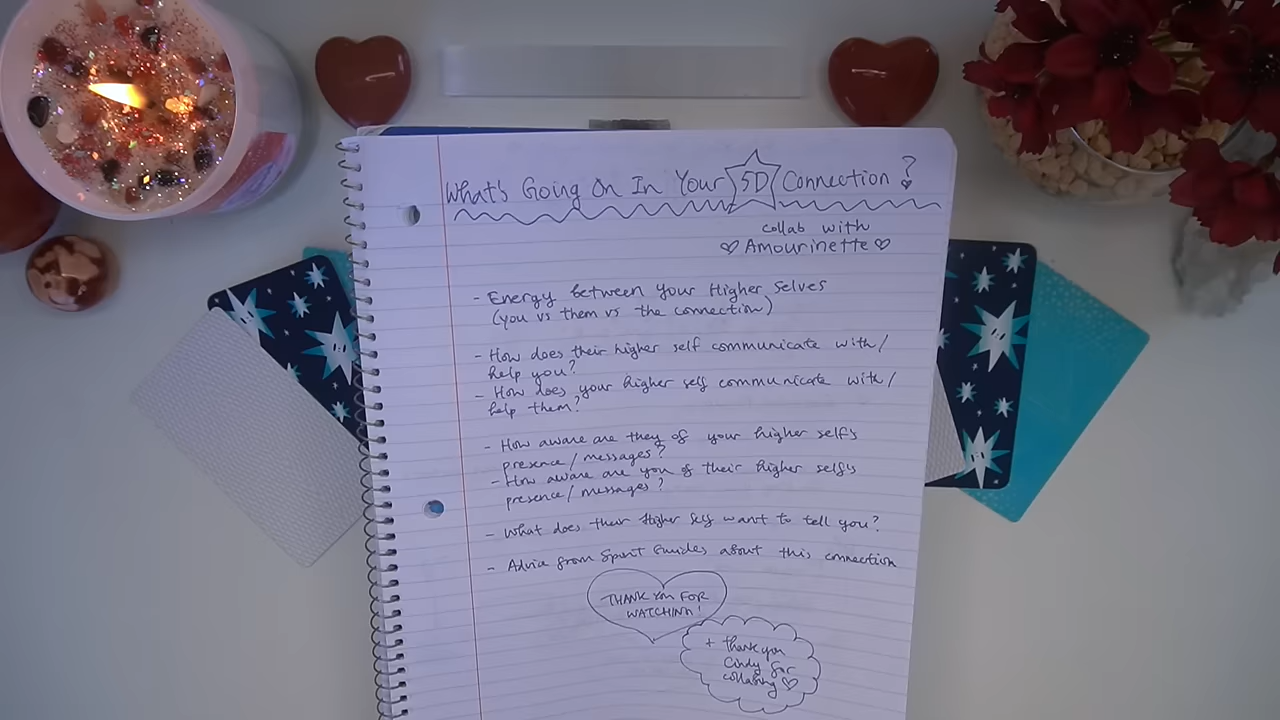 What's Going On In Your 5D Connection?
collab with
♡ Amourinette ♡
- Energy between your Higher Selves
(you vs them vs the connection)
- How does their higher self communicate with/
help you?
- How does your higher self communicate with/
help them?
- How aware are they of your higher self's
presence/messages?
- How aware are you of their higher self's
presence/messages?
- What does their Higher Self want to tell you?
- Advice from Spirit Guides about this connection
THANK YOU FOR
WATCHING!
+ thank you
Cindy for
collabing ♡